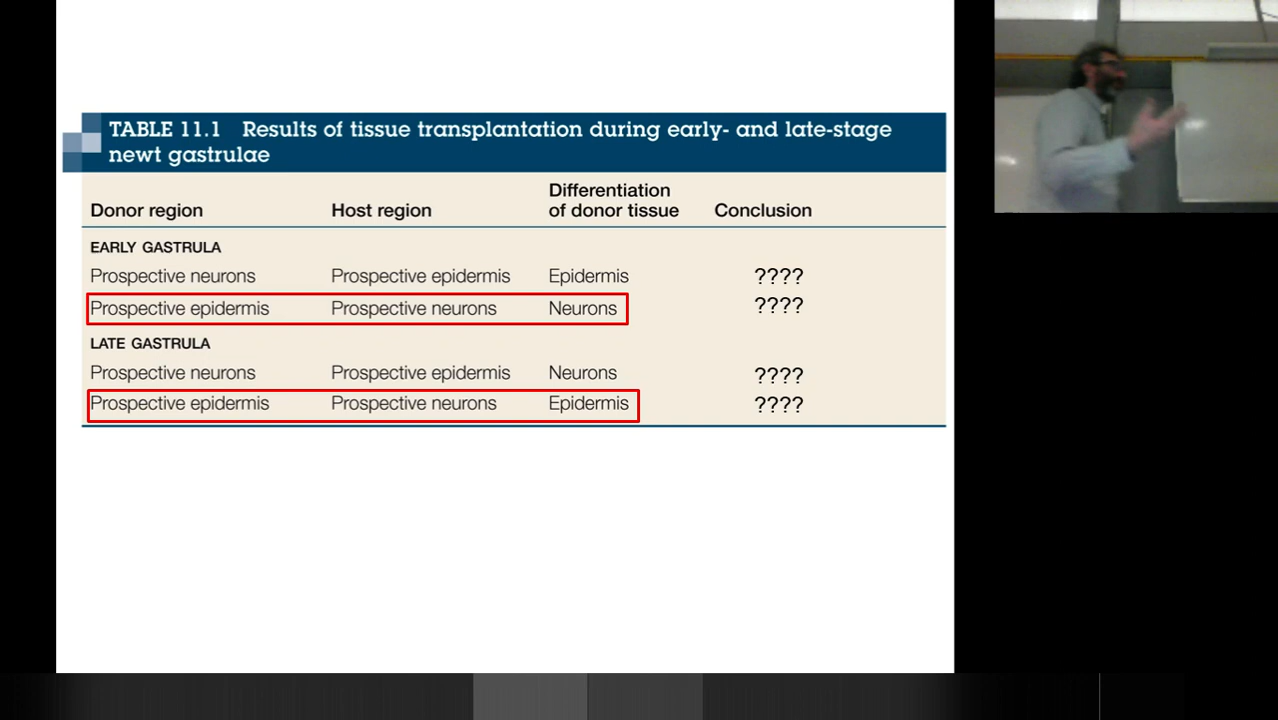 TABLE 11.1 Results of tissue transplantation during early- and late-stage
newt gastrulae
Donor region Host region Differentiation of donor tissue Conclusion
EARLY GASTRULA
Prospective neurons Prospective epidermis Epidermis ????
Prospective epidermis Prospective neurons Neurons ????
LATE GASTRULA
Prospective neurons Prospective epidermis Neurons ????
Prospective epidermis Prospective neurons Epidermis ????